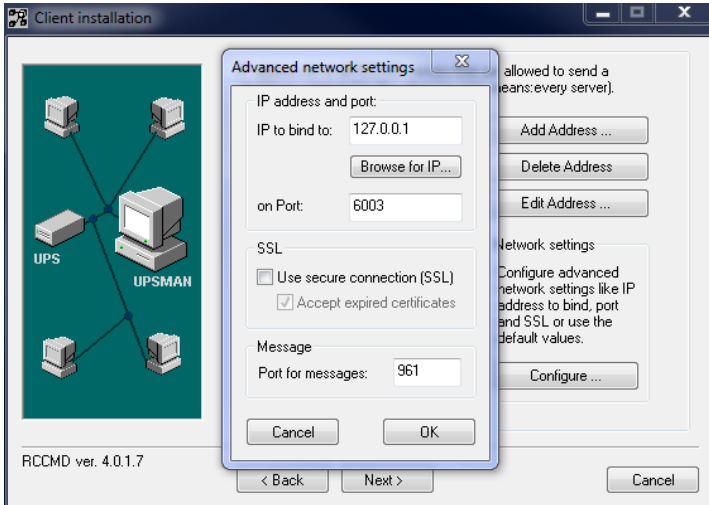 Client installation
UPS
UPSMAN
RCCMD ver. 4.0.1.7
Advanced network settings
IP address and port:
IP to bind to: 127.0.0.1
Browse for IP...
on Port: 6003
SSL
Use secure connection (SSL)
Accept expired certificates
Message
Port for messages: 961
Cancel OK
allowed to send a
eans:every server).
Add Address ...
Delete Address
Edit Address ...
Network settings
Configure advanced
network settings like IP
address to bind, port
and SSL or use the
default values.
Configure ...
< Back Next > Cancel